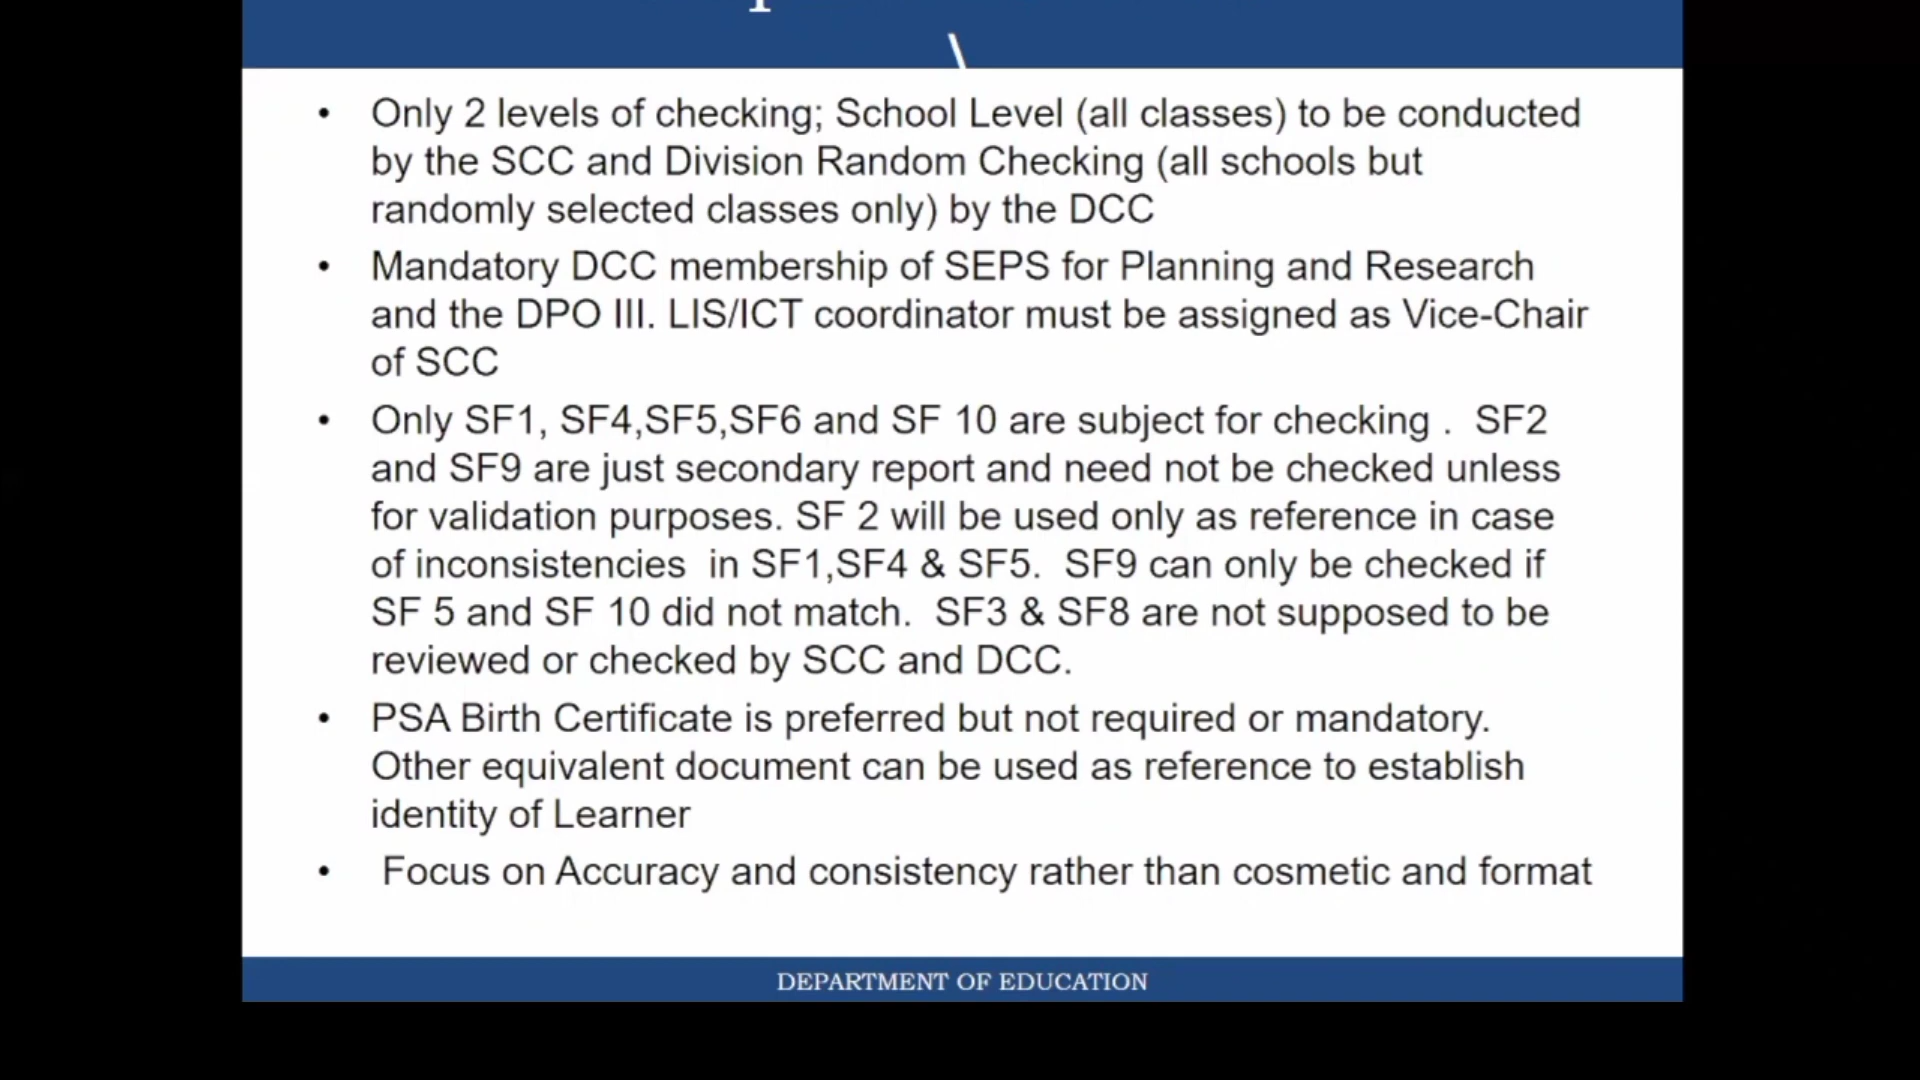 \
• Only 2 levels of checking; School Level (all classes) to be conducted
by the SCC and Division Random Checking (all schools but
randomly selected classes only) by the DCC
• Mandatory DCC membership of SEPS for Planning and Research
and the DPO III. LIS/ICT coordinator must be assigned as Vice-Chair
of SCC
• Only SF1, SF4,SF5,SF6 and SF 10 are subject for checking .  SF2
and SF9 are just secondary report and need not be checked unless
for validation purposes. SF 2 will be used only as reference in case
of inconsistencies  in SF1,SF4 & SF5.  SF9 can only be checked if
SF 5 and SF 10 did not match.  SF3 & SF8 are not supposed to be
reviewed or checked by SCC and DCC.
• PSA Birth Certificate is preferred but not required or mandatory.
Other equivalent document can be used as reference to establish
identity of Learner
• Focus on Accuracy and consistency rather than cosmetic and format
DEPARTMENT OF EDUCATION